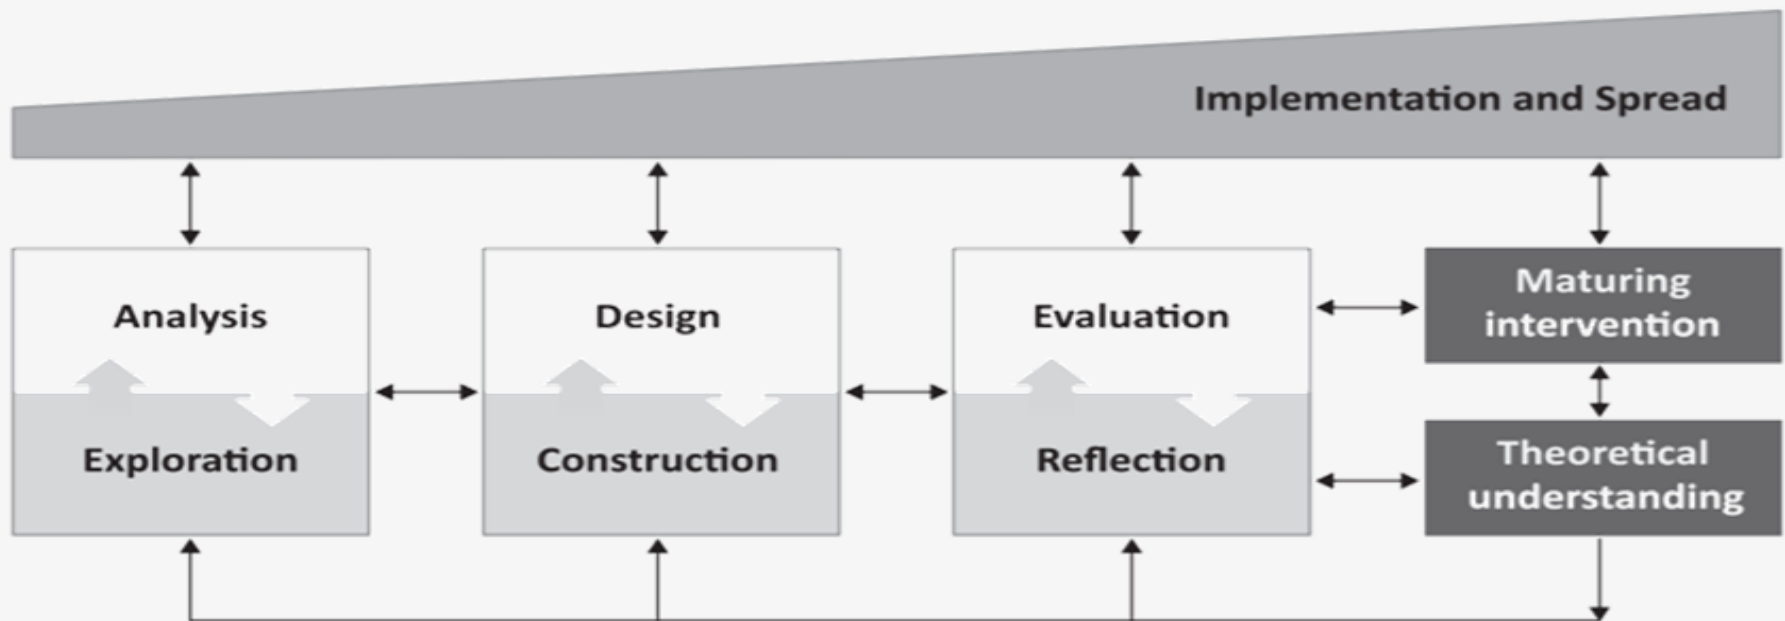 Implementation and Spread
Analysis
Exploration
Design
Construction
Evaluation
Reflection
Maturing
intervention
Theoretical
understanding